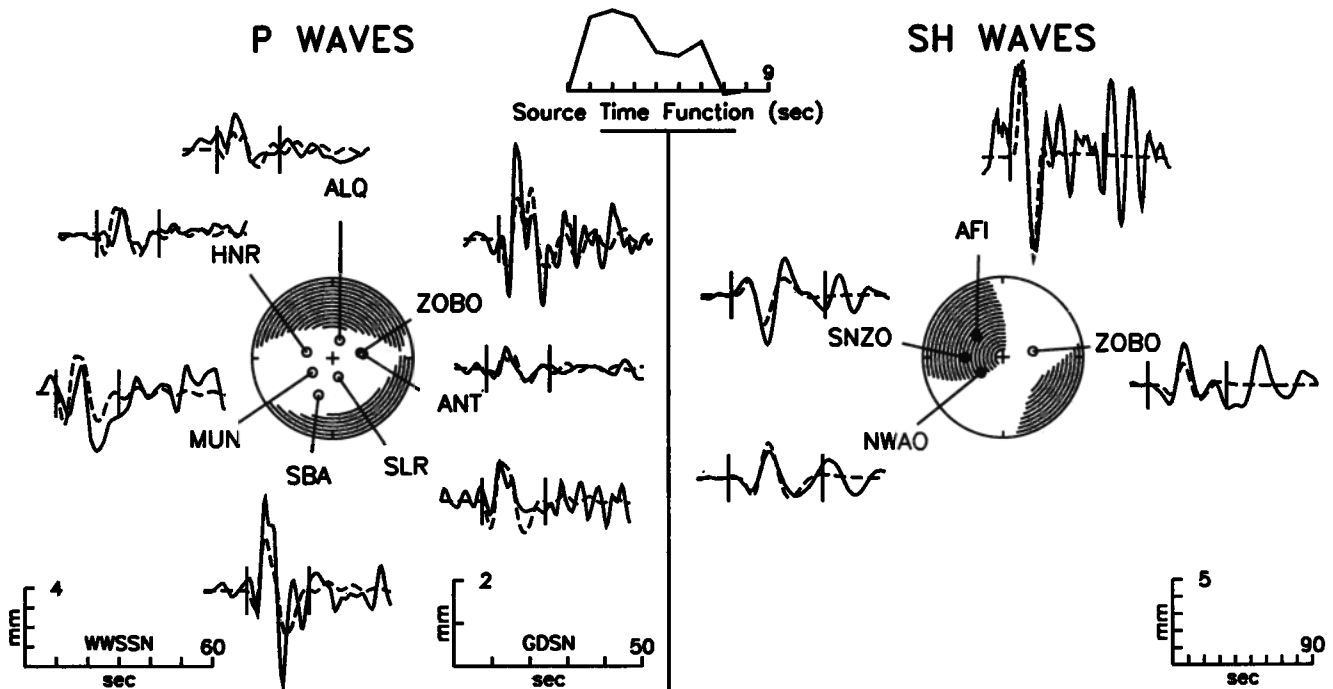 P WAVES
SH WAVES
9
Source Time Function (sec)
ALQ
HNR
ZOBO
ANT
MUN
SBA
SLR
AFI
SNZO
ZOBO
NWAO
4
mm
WWSSN
60
sec
2
mm
GDSN
50
sec
5
mm
90
sec